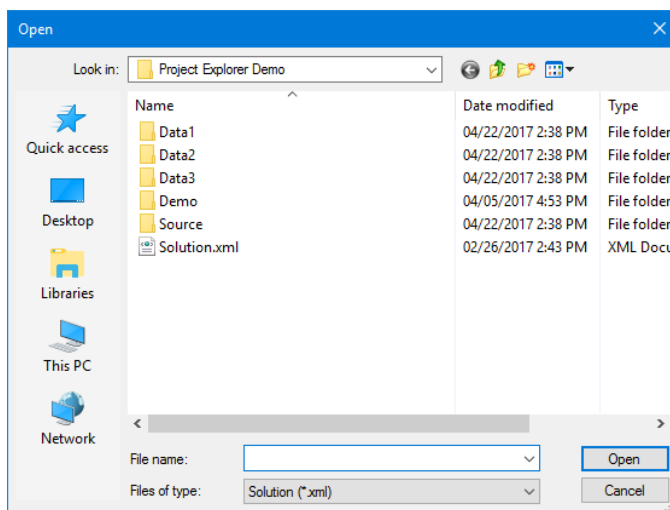 Open
Look in: Project Explorer Demo
Name Date modified Type
Data1 04/22/2017 2:38 PM File folder
Data2 04/22/2017 2:38 PM File folder
Data3 04/22/2017 2:38 PM File folder
Demo 04/05/2017 4:53 PM File folder
Source 04/22/2017 2:38 PM File folder
Solution.xml 02/26/2017 2:43 PM XML Docu
Quick access
Desktop
Libraries
This PC
Network
File name: Open
Files of type: Solution (*.xml) Cancel